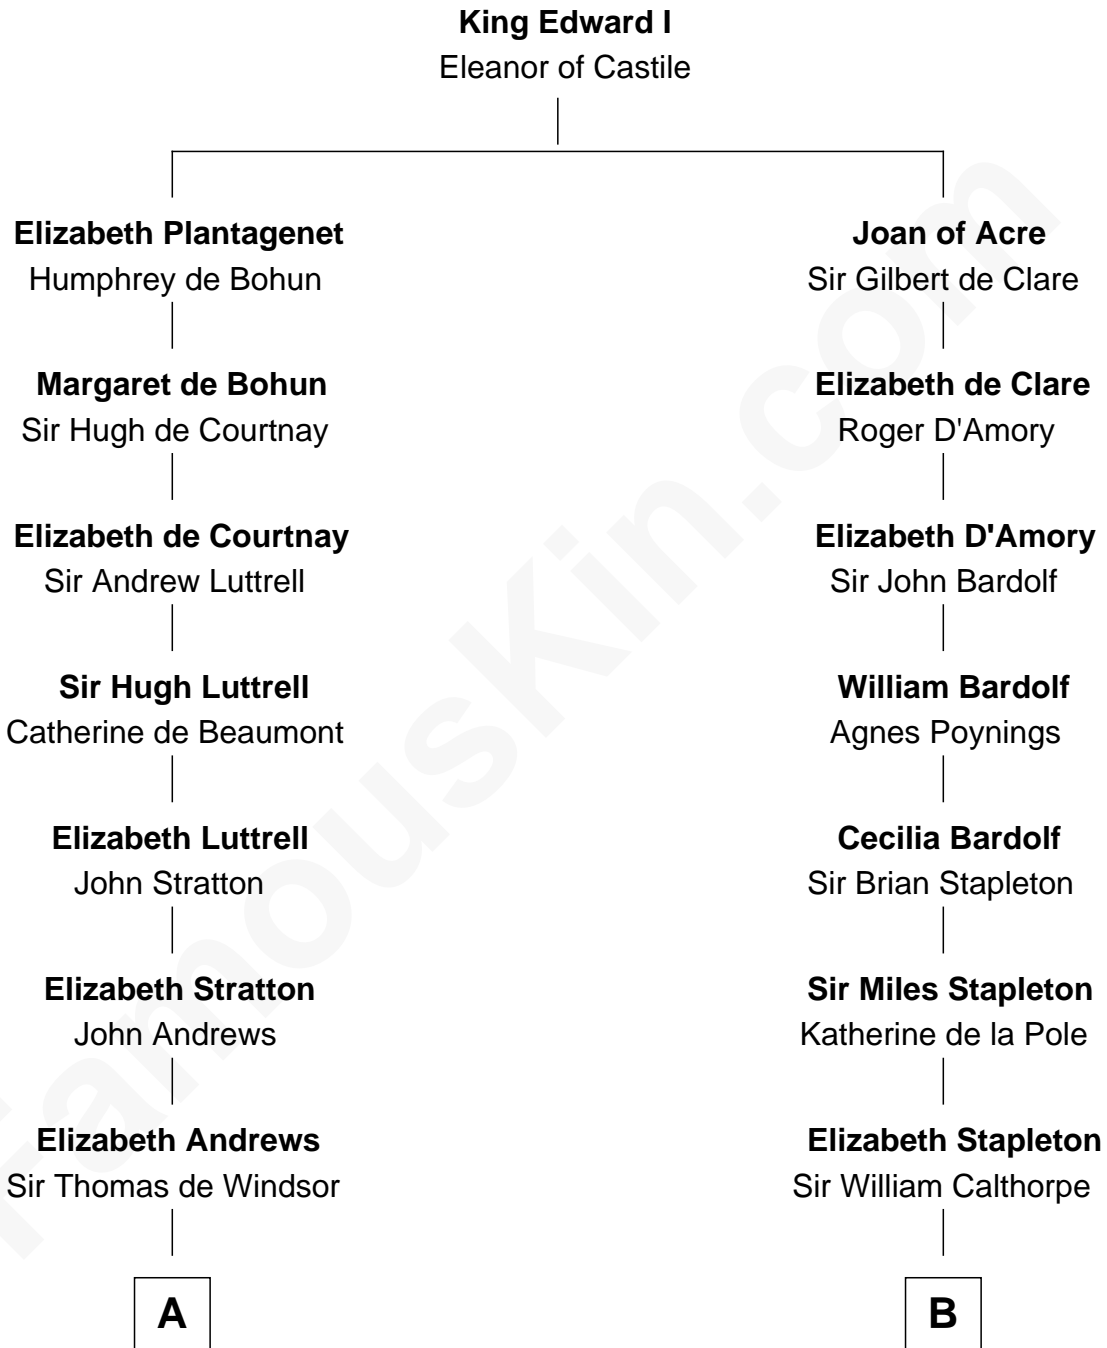 King Edward I
Eleanor of Castile
Elizabeth Plantagenet
Humphrey de Bohun
Joan of Acre
Sir Gilbert de Clare
Margaret de Bohun
Sir Hugh de Courtnay
Elizabeth de Clare
Roger D'Amory
Elizabeth de Courtnay
Sir Andrew Luttrell
Elizabeth D'Amory
Sir John Bardolf
Sir Hugh Luttrell
Catherine de Beaumont
William Bardolf
Agnes Poynings
Elizabeth Luttrell
John Stratton
Cecilia Bardolf
Sir Brian Stapleton
Elizabeth Stratton
John Andrews
Sir Miles Stapleton
Katherine de la Pole
Elizabeth Andrews
Sir Thomas de Windsor
Elizabeth Stapleton
Sir William Calthorpe
A
B
FamousKin.com